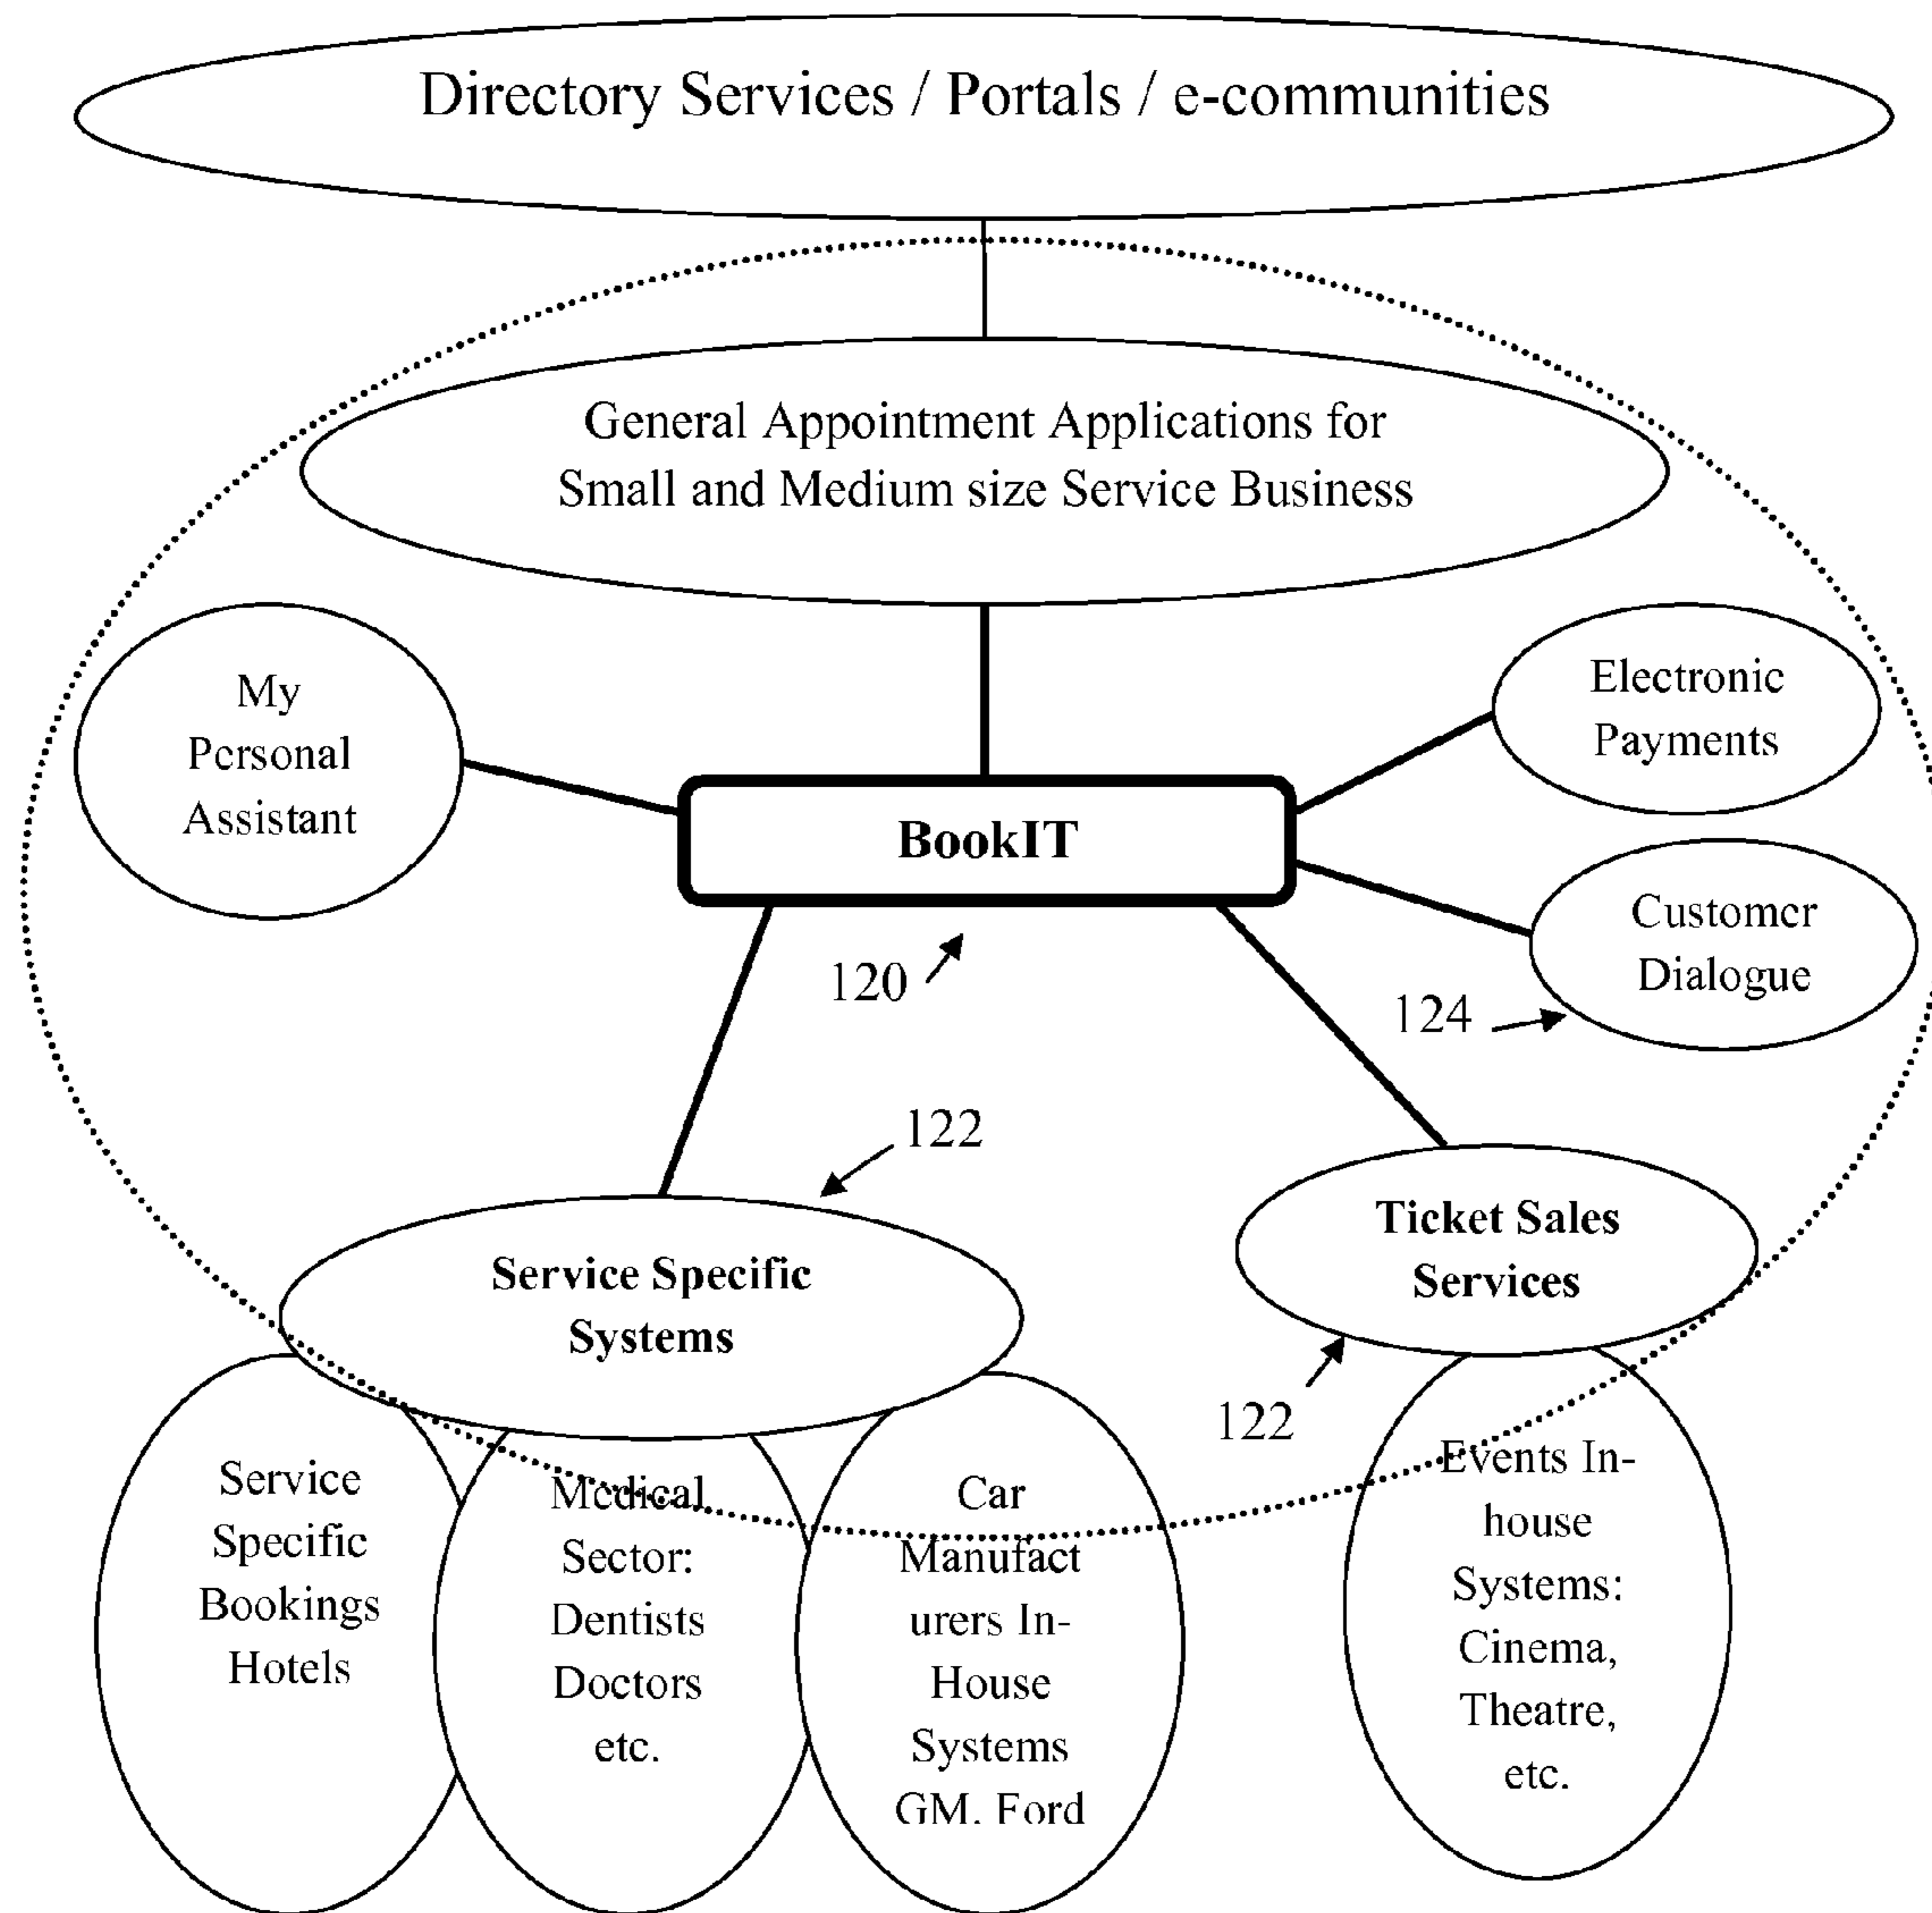 Directory Services / Portals / e-communities
General Appointment Applications for
Small and Medium size Service Business
My
Personal
Assistant
Electronic
Payments
BookIT
Customer
Dialogue
120
124
122
Service Specific
Systems
Ticket Sales
Services
122
Service
Specific
Bookings
Hotels
Medical
Sector:
Dentists
Doctors
etc.
Car
Manufact
urers In-
House
Systems
GM. Ford
Events In-
house
Systems:
Cinema,
Theatre,
etc.